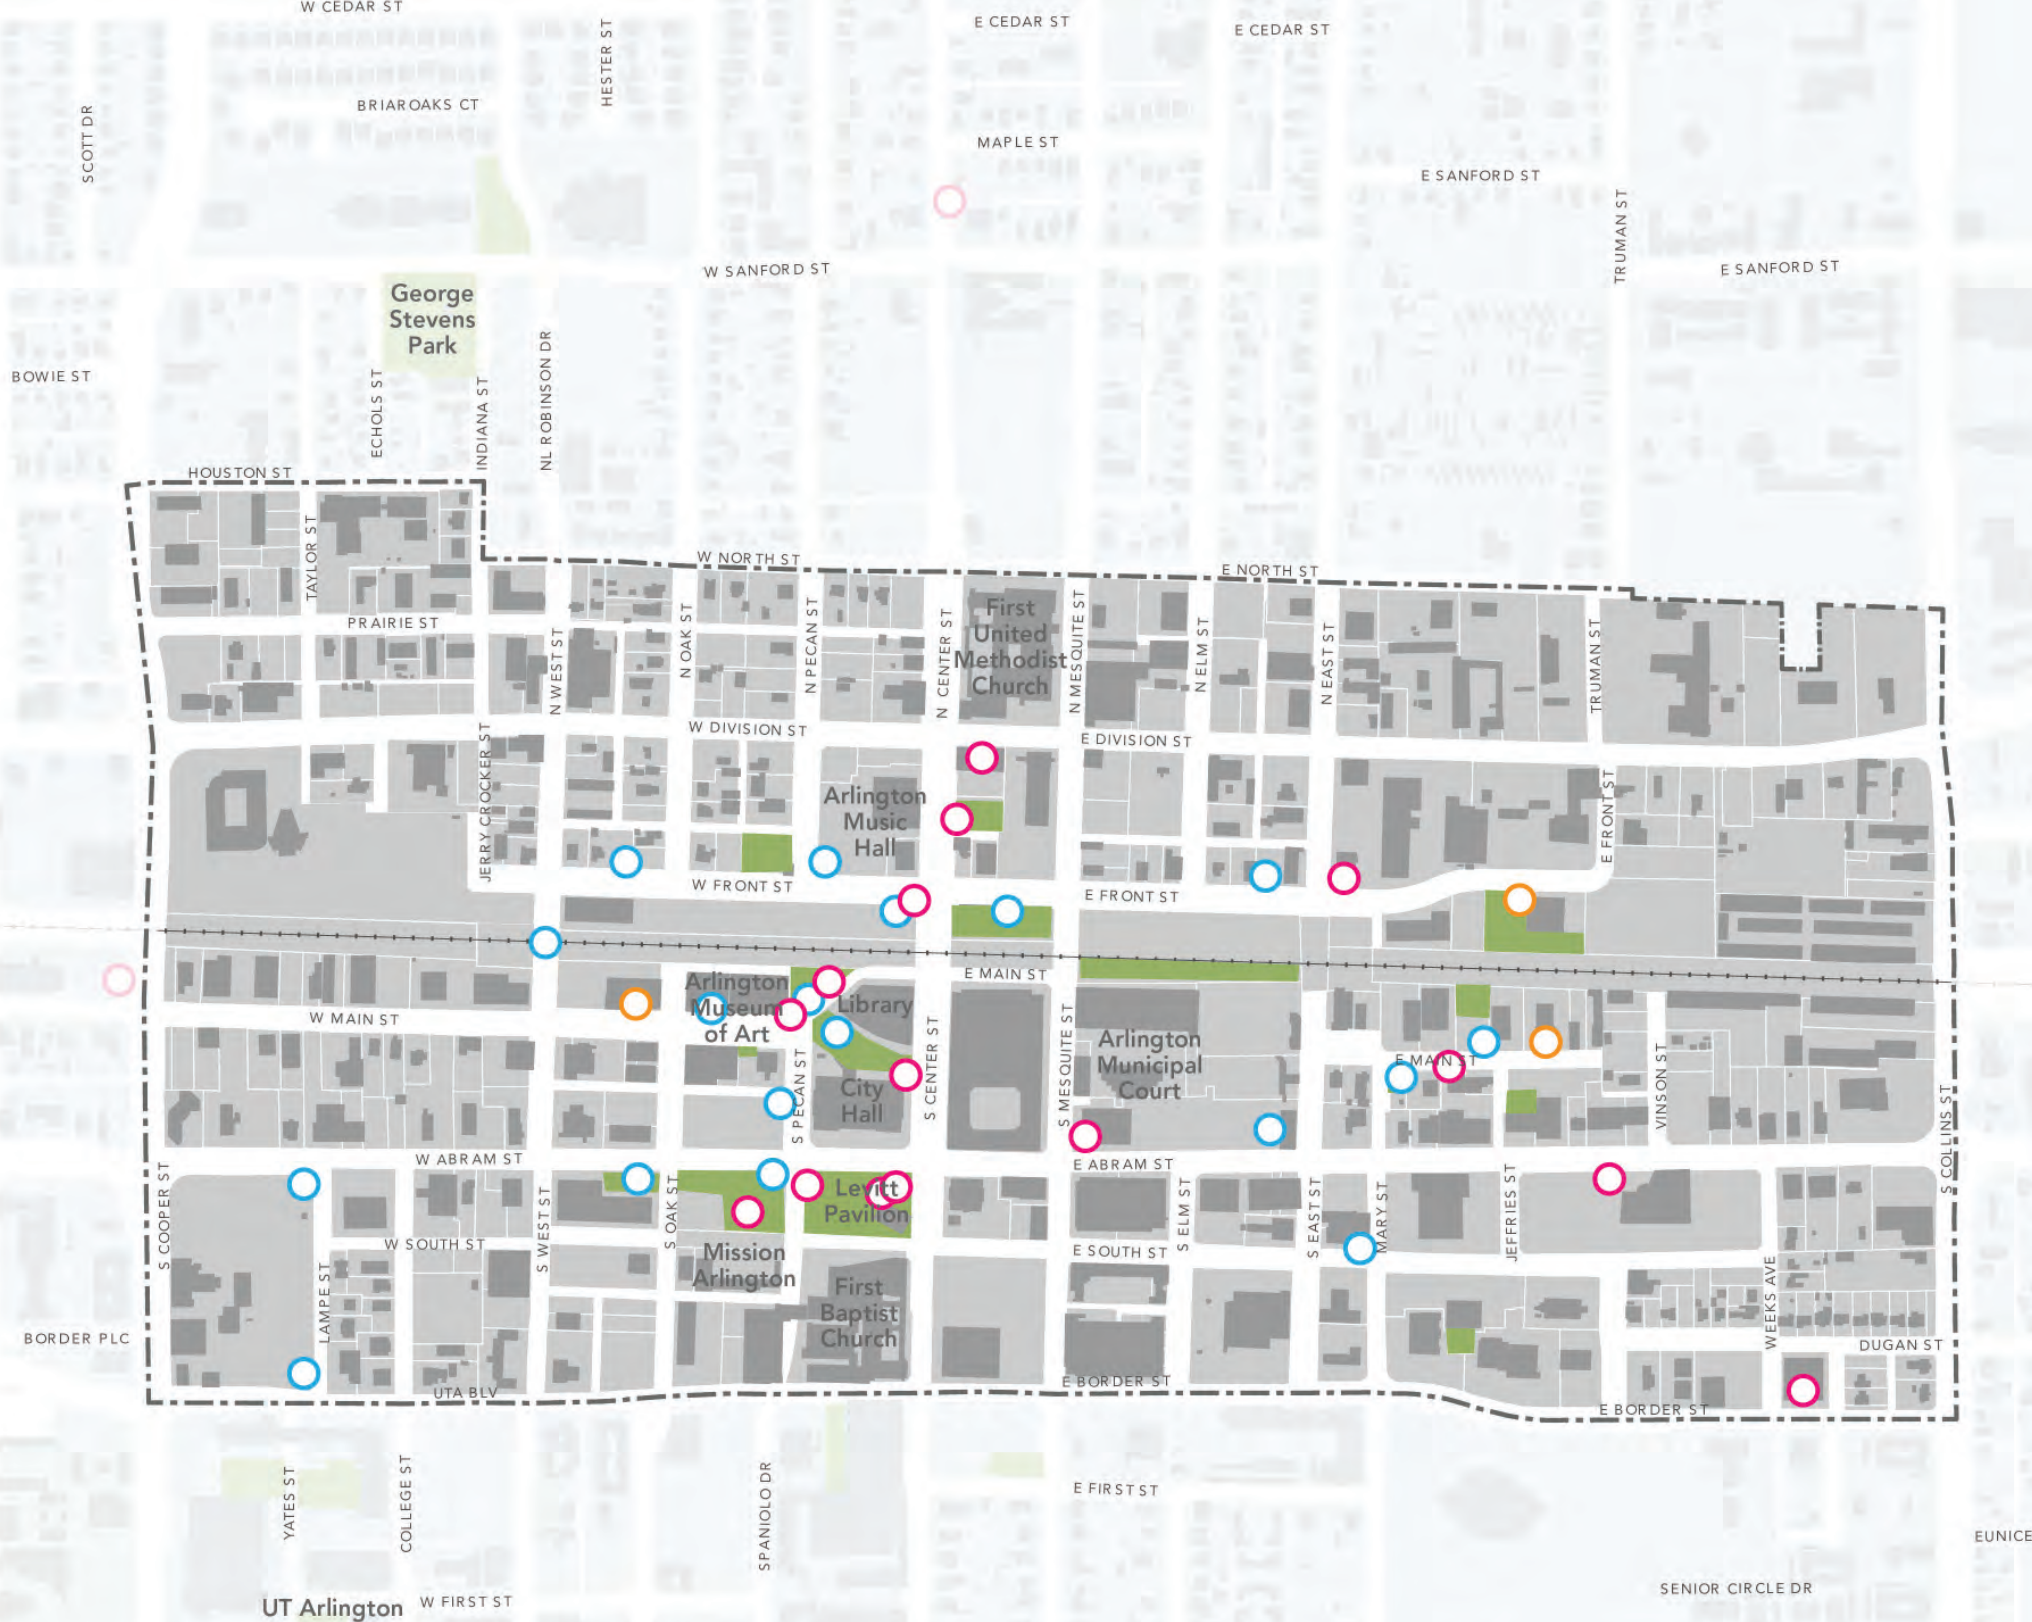 W CEDAR ST
E CEDAR ST
E CEDAR ST
HESTER ST
BRIAROAKS CT
SCOTT DR
MAPLE ST
E SANFORD ST
TRUMAN ST
W SANFORD ST
E SANFORD ST
George
Stevens
Park
BOWIE ST
ECHOLS ST
INDIANA ST
NL ROBINSON DR
HOUSTON ST
TAYLOR ST
W NORTH ST
E NORTH ST
PRAIRIE ST
N WEST ST
N OAK ST
N PECAN ST
N CENTER ST
First
United
Methodist
Church
N MESQUITE ST
N ELM ST
N EAST ST
TRUMAN ST
W DIVISION ST
E DIVISION ST
JERRY CROCKER ST
Arlington
Music
Hall
E FRONT ST
W FRONT ST
E FRONT ST
E MAIN ST
Arlington
Museum
of Art
Library
W MAIN ST
S PECAN ST
S CENTER ST
City
Hall
S MESQUITE ST
Arlington
Municipal
Court
E MAIN ST
VINSON ST
S COLLINS ST
W ABRAM ST
E ABRAM ST
S COOPER ST
S WEST ST
S OAK ST
Levitt
Pavilion
S ELM ST
S EAST ST
MARY ST
JEFFRIES ST
W SOUTH ST
E SOUTH ST
Mission
Arlington
LAMPE ST
First
Baptist
Church
WEEKS AVE
BORDER PLC
DUGAN ST
UTA BLV
E BORDER ST
E BORDER ST
YATES ST
COLLEGE ST
SPANIOLO DR
E FIRST ST
EUNICE
SENIOR CIRCLE DR
UT Arlington
W FIRST ST